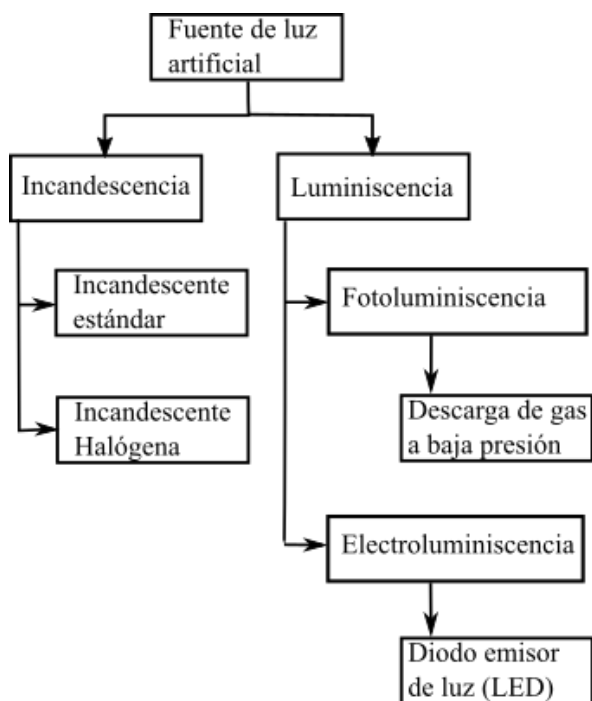 Fuente de luz
artificial
Incandescencia
Luminiscencia
Incandescente
estándar
Fotoluminiscencia
Incandescente
Halógena
Descarga de gas
a baja presión
Electroluminiscencia
Diodo emisor
de luz (LED)